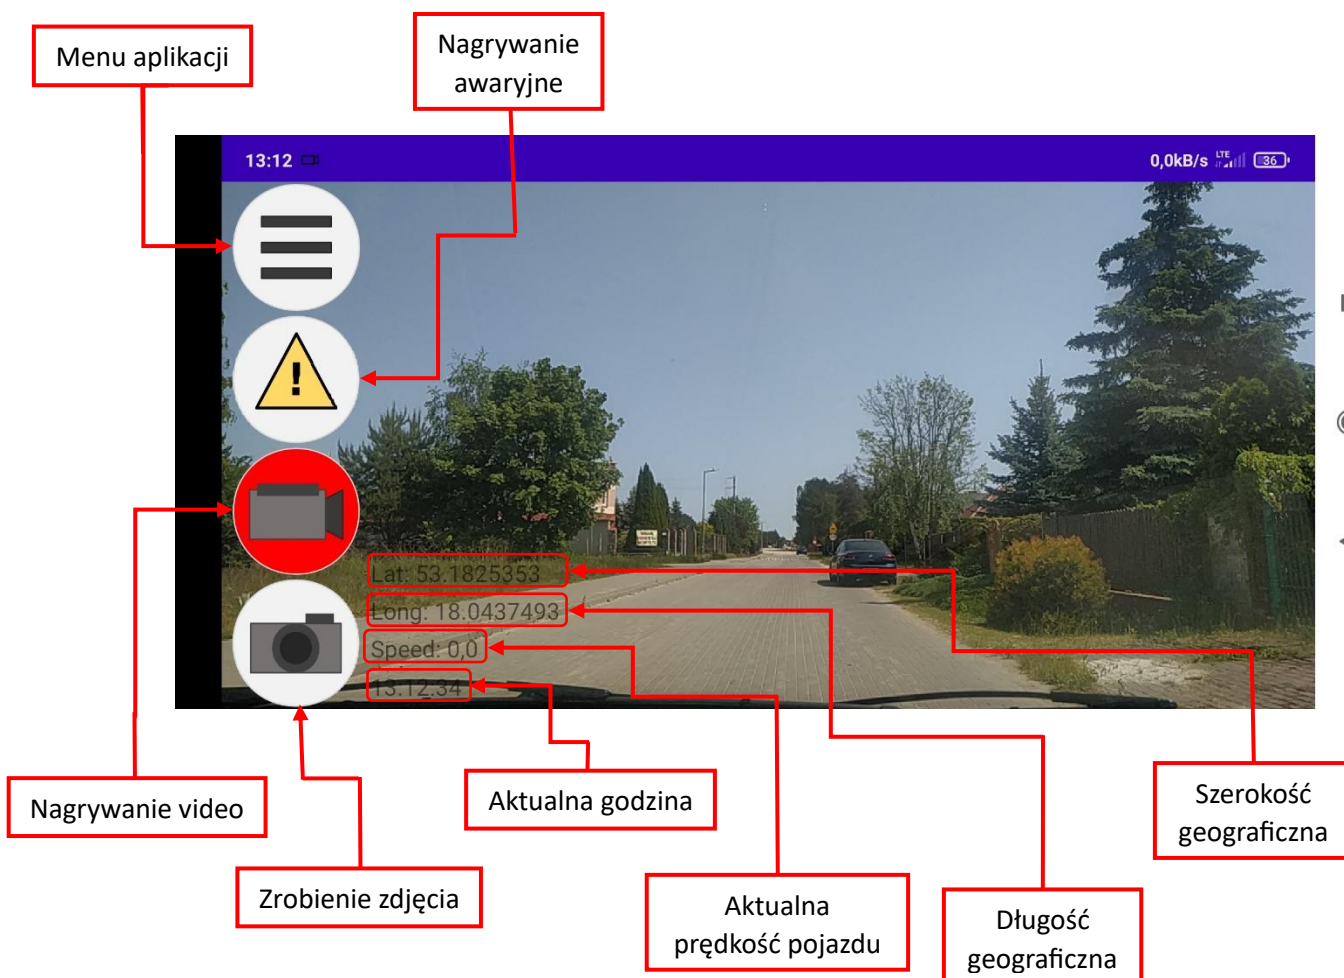 Menu aplikacji
Nagrywanie
awaryjne
13:12
0,0kB/s LTE 36
!
Lat: 53.1825353
Long: 18.0437493
Speed: 0,0
13:12:34
Nagrywanie video
Aktualna godzina
Szerokość
geograficzna
Zrobienie zdjęcia
Aktualna
prędkość pojazdu
Długość
geograficzna